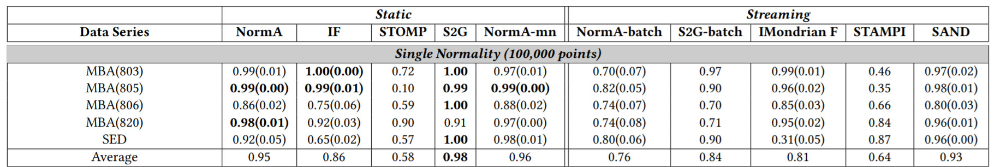 Static Streaming
Data Series NormA IF STOMP S2G NormA-mn NormA-batch S2G-batch IMondrian F STAMPI SAND
Single Normality (100,000 points)
MBA(803) 0.99(0.01) 1.00(0.00) 0.72 1.00 0.97(0.01) 0.70(0.07) 0.97 0.99(0.01) 0.46 0.97(0.02)
MBA(805) 0.99(0.00) 0.99(0.01) 0.10 0.99 0.99(0.00) 0.82(0.05) 0.90 0.96(0.02) 0.35 0.98(0.01)
MBA(806) 0.86(0.02) 0.75(0.06) 0.59 1.00 0.88(0.02) 0.74(0.07) 0.70 0.85(0.03) 0.66 0.80(0.03)
MBA(820) 0.98(0.01) 0.92(0.03) 0.90 0.91 0.97(0.00) 0.74(0.08) 0.71 0.95(0.02) 0.84 0.96(0.01)
SED 0.92(0.05) 0.65(0.02) 0.57 1.00 0.98(0.01) 0.80(0.06) 0.90 0.31(0.05) 0.87 0.96(0.00)
Average 0.95 0.86 0.58 0.98 0.96 0.76 0.84 0.81 0.64 0.93